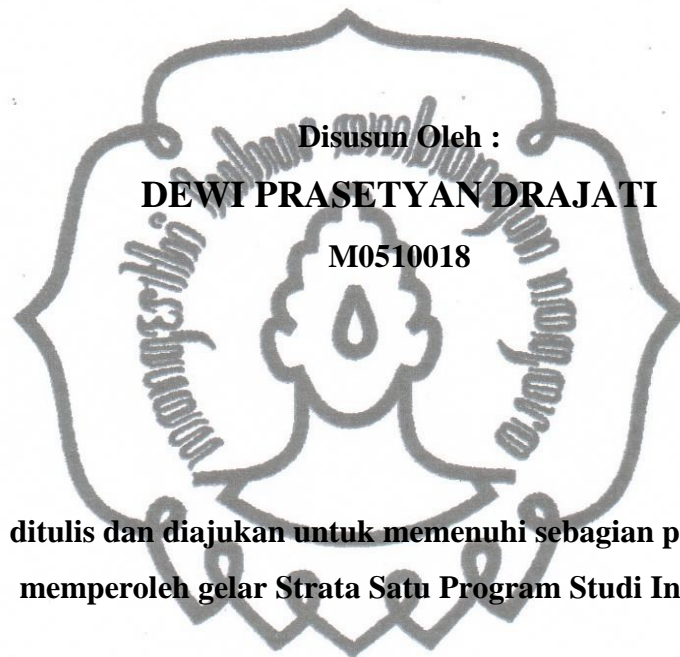 Disusun Oleh :
DEWI PRASETYAN DRAJATI
M0510018
ditulis dan diajukan untuk memenuhi sebagian p
memperoleh gelar Strata Satu Program Studi In